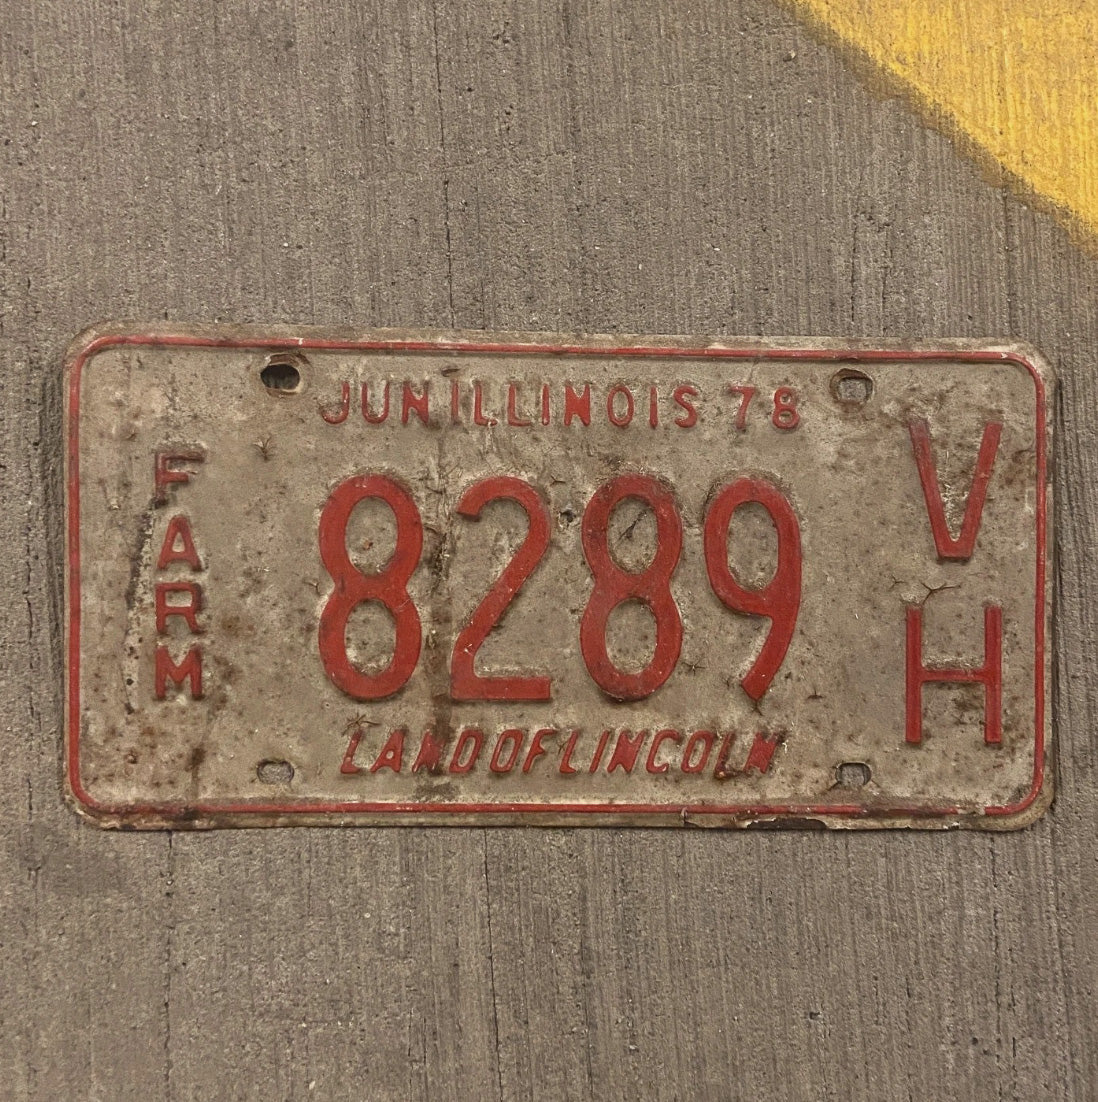 JUN ILLINOIS 78
FARM
8289
VH
LAND OF LINCOLN